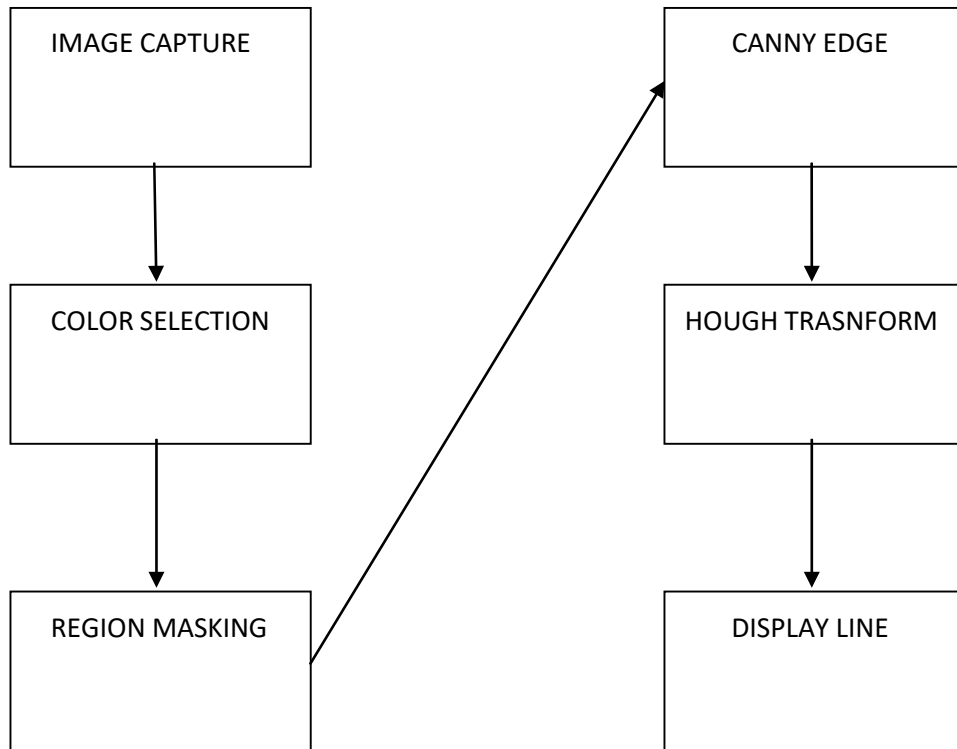 IMAGE CAPTURE
COLOR SELECTION
REGION MASKING
CANNY EDGE
HOUGH TRASNFORM
DISPLAY LINE